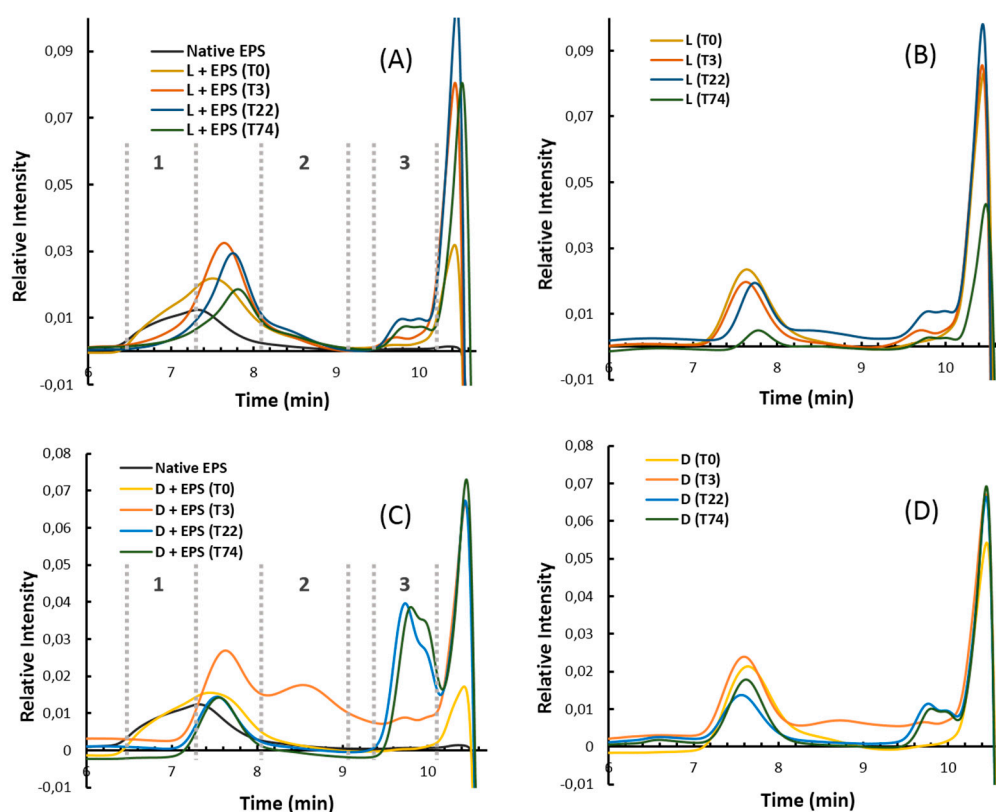 (A)
Native EPS
L + EPS (T0)
L + EPS (T3)
L + EPS (T22)
L + EPS (T74)
1
2
3
0,09
0,07
0,05
0,03
0,01
-0,01
6
7
8
9
10
Relative Intensity
Time (min)
(B)
L (T0)
L (T3)
L (T22)
L (T74)
0,09
0,07
0,05
0,03
0,01
-0,01
6
7
8
9
10
Relative Intensity
Time (min)
(C)
Native EPS
D + EPS (T0)
D + EPS (T3)
D + EPS (T22)
D + EPS (T74)
1
2
3
0,08
0,07
0,06
0,05
0,04
0,03
0,02
0,01
0
-0,01
6
7
8
9
10
Relative Intensity
Time (min)
(D)
D (T0)
D (T3)
D (T22)
D (T74)
0,08
0,07
0,06
0,05
0,04
0,03
0,02
0,01
0
-0,01
6
7
8
9
10
Relative Intensity
Time (min)